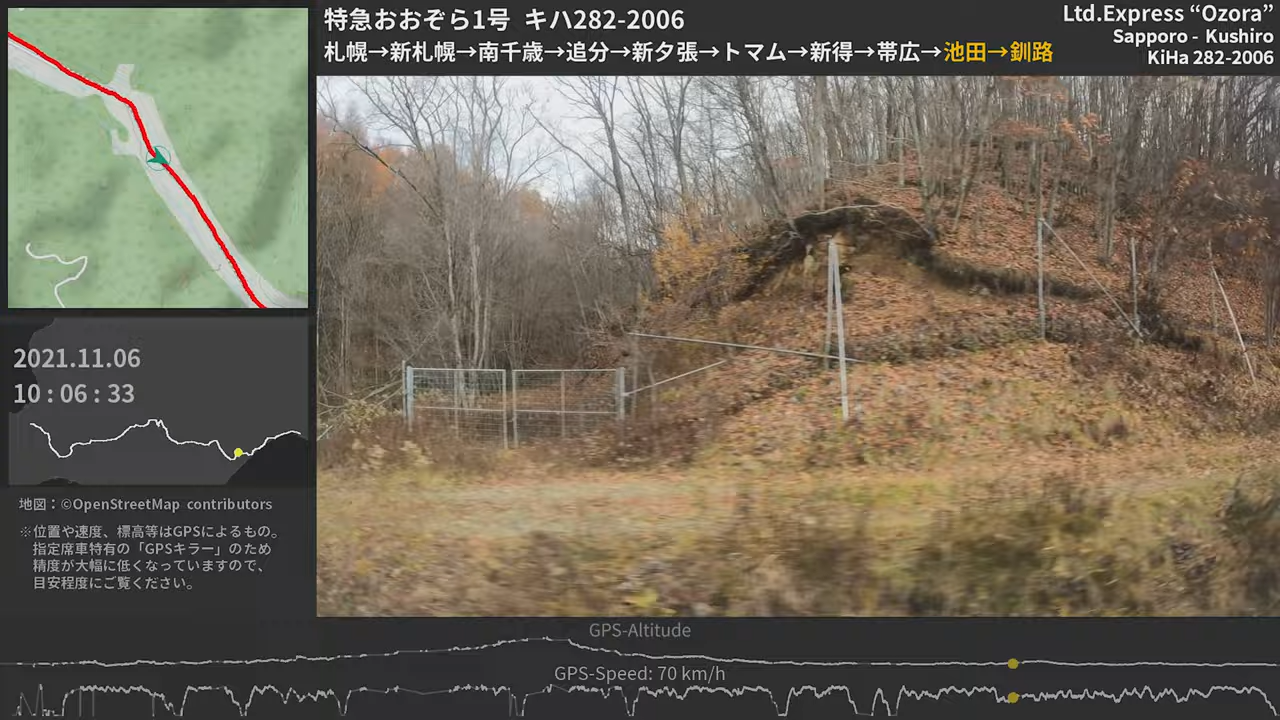 特急おおぞら1号 キハ282-2006
札幌→新札幌→南千歳→追分→新夕張→トマム→新得→帯広→池田→釧路
Ltd.Express “Ozora”
Sapporo - Kushiro
KiHa 282-2006
2021.11.06
10 : 06 : 33
地図：©OpenStreetMap contributors
※位置や速度、標高等はGPSによるもの。
指定席車特有の「GPSキラー」のため
精度が大幅に低くなっていますので、
目安程度にご覧ください。
GPS-Altitude
GPS-Speed: 70 km/h